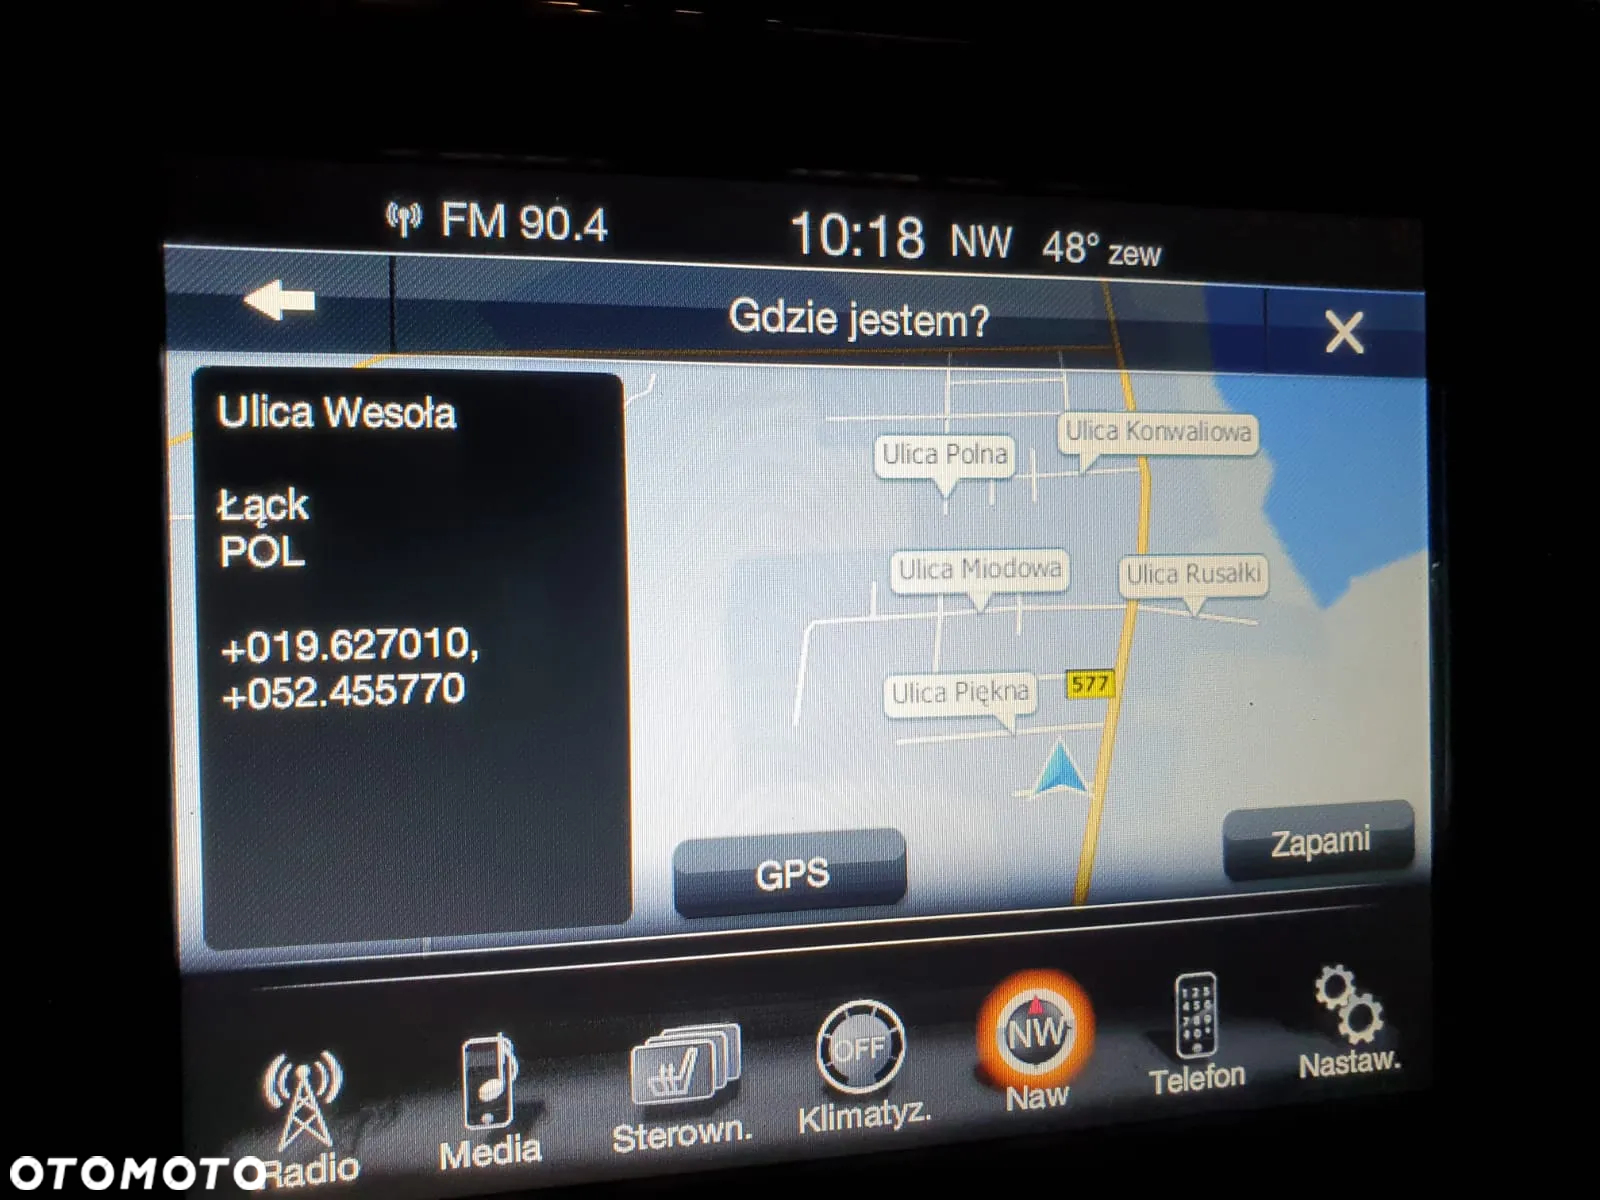 FM 90.4
10:18 NW 48° zew
Gdzie jestem?
X
Ulica Wesoła
Łąck
POL
+019.627010,
+052.455770
Ulica Konwaliowa
Ulica Polna
Ulica Miodowa
Ulica Rusałki
Ulica Piękna
577
GPS
Zapami
OFF
NW
Radio
Media
Sterown.
Klimatyz.
Naw
Telefon
Nastaw.
OTOMOTO